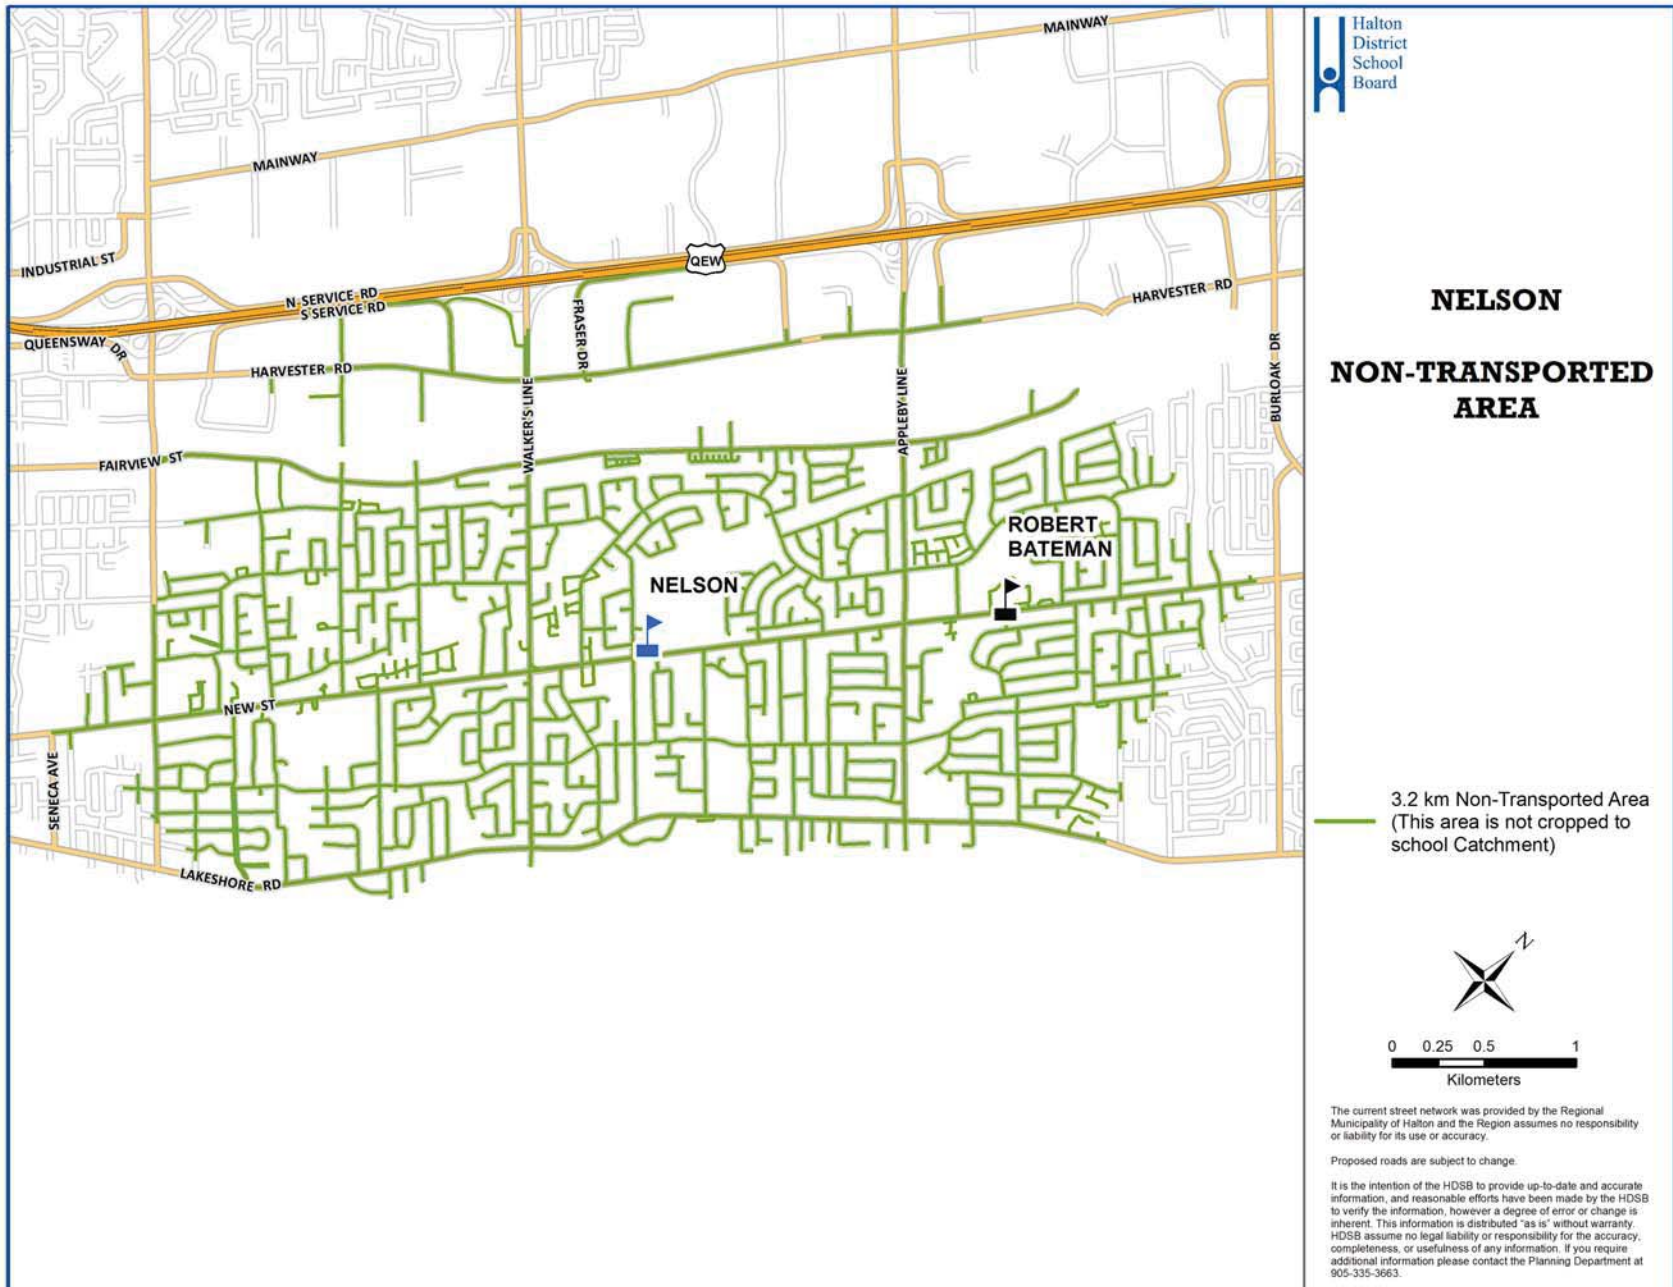 MAINWAY
MAINWAY
INDUSTRIAL ST
QEW
N SERVICE RD
S SERVICE RD
FRASER DR
HARVESTER RD
QUEENSWAY DR
HARVESTER RD
BURLOAK DR
WALKER'S LINE
APPLEBY LINE
FAIRVIEW ST
ROBERT
BATEMAN
NELSON
NEW ST
SENECA AVE
LAKESHORE RD
Halton
District
School
Board
NELSON
NON-TRANSPORTED
AREA
3.2 km Non-Transported Area
(This area is not cropped to
school Catchment)
N
0 0.25 0.5 1
Kilometers
The current street network was provided by the Regional
Municipality of Halton and the Region assumes no responsibility
or liability for its use or accuracy.
Proposed roads are subject to change.
It is the intention of the HDSB to provide up-to-date and accurate
information, and reasonable efforts have been made by the HDSB
to verify the information, however a degree of error or change is
inherent. This information is distributed "as is" without warranty.
HDSB assume no legal liability or responsibility for the accuracy,
completeness, or usefulness of any information. If you require
additional information please contact the Planning Department at
905-335-3663.